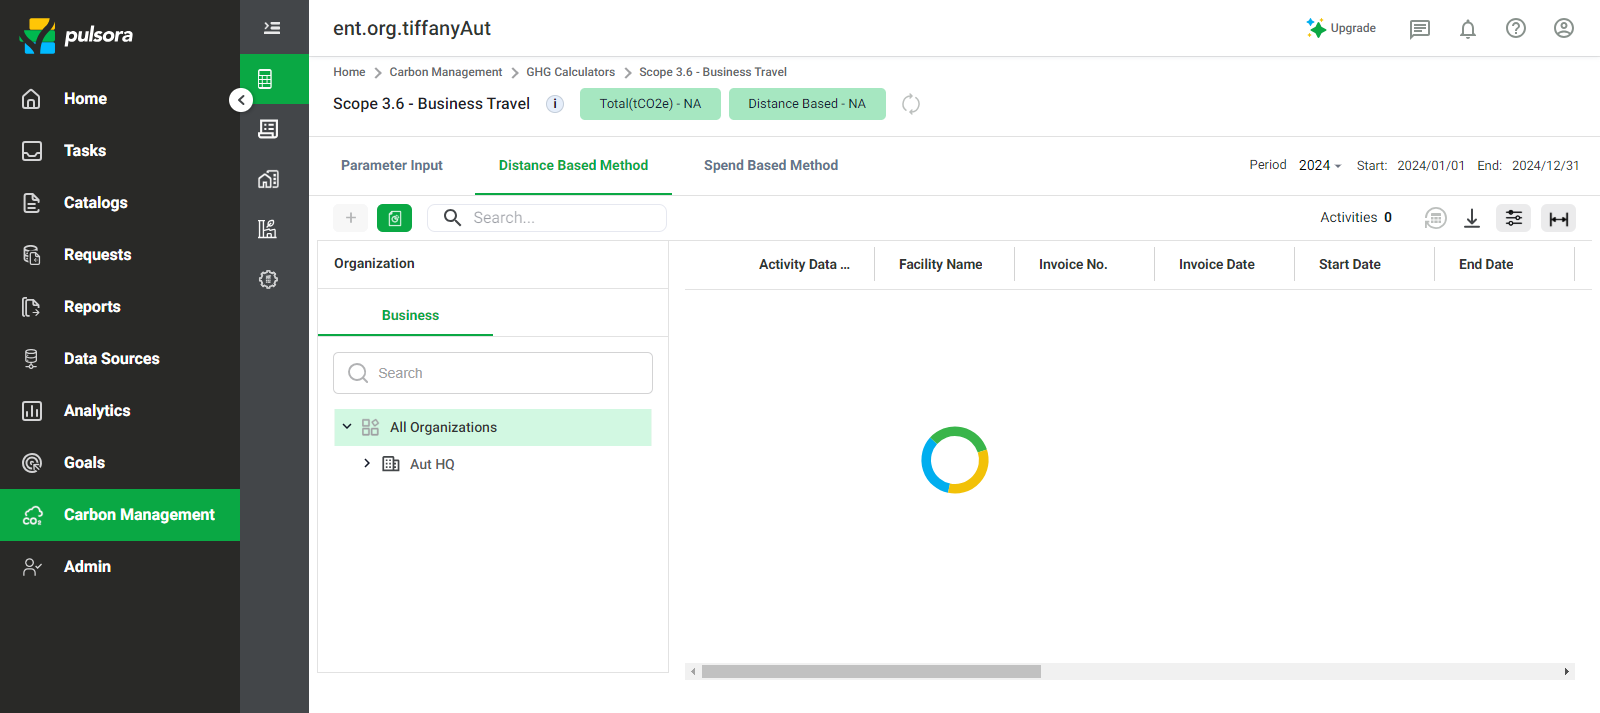 pulsora
Home
Tasks
Catalogs
Requests
Reports
Data Sources
Analytics
Goals
Carbon Management
Admin
ent.org.tiffanyAut
Upgrade
Home > Carbon Management > GHG Calculators > Scope 3.6 - Business Travel
Scope 3.6 - Business Travel
Total(tCO2e) - NA
Distance Based - NA
Parameter Input
Distance Based Method
Spend Based Method
Period 2024 Start: 2024/01/01 End: 2024/12/31
Search...
Activities 0
Organization
Business
Search
All Organizations
Aut HQ
Activity Data ... Facility Name Invoice No. Invoice Date Start Date End Date